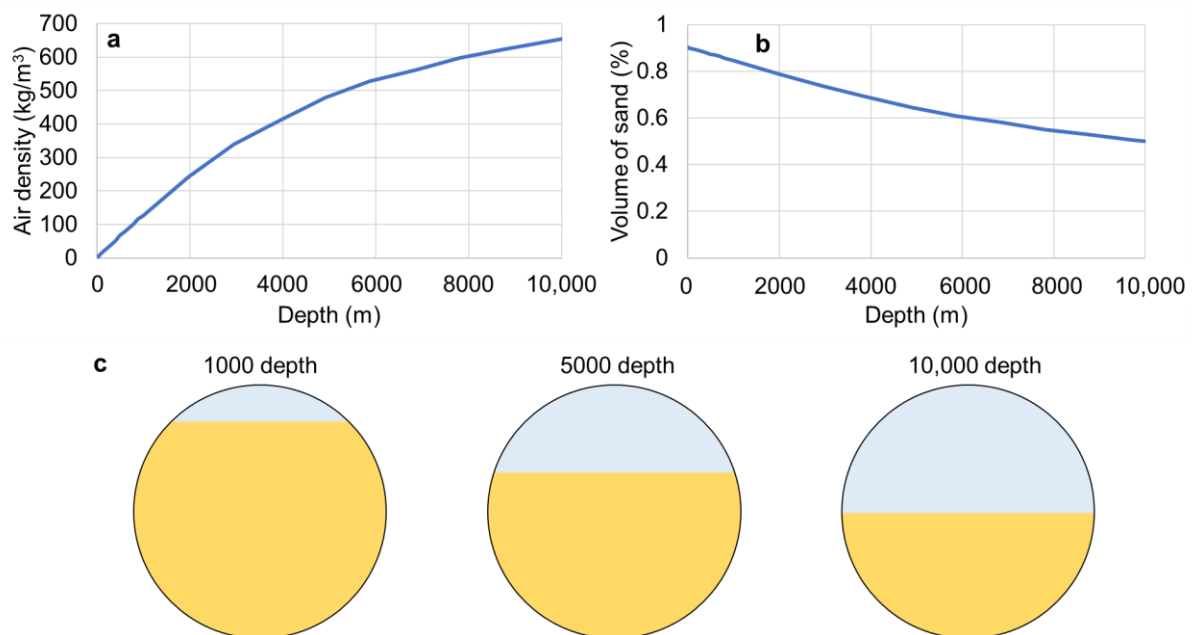 a
Air density (kg/m³)
700
600
500
400
300
200
100
0
0 2000 4000 6000 8000 10,000
Depth (m)
b
Volume of sand (%)
1
0.8
0.6
0.4
0.2
0
0 2000 4000 6000 8000 10,000
Depth (m)
c
1000 depth
5000 depth
10,000 depth